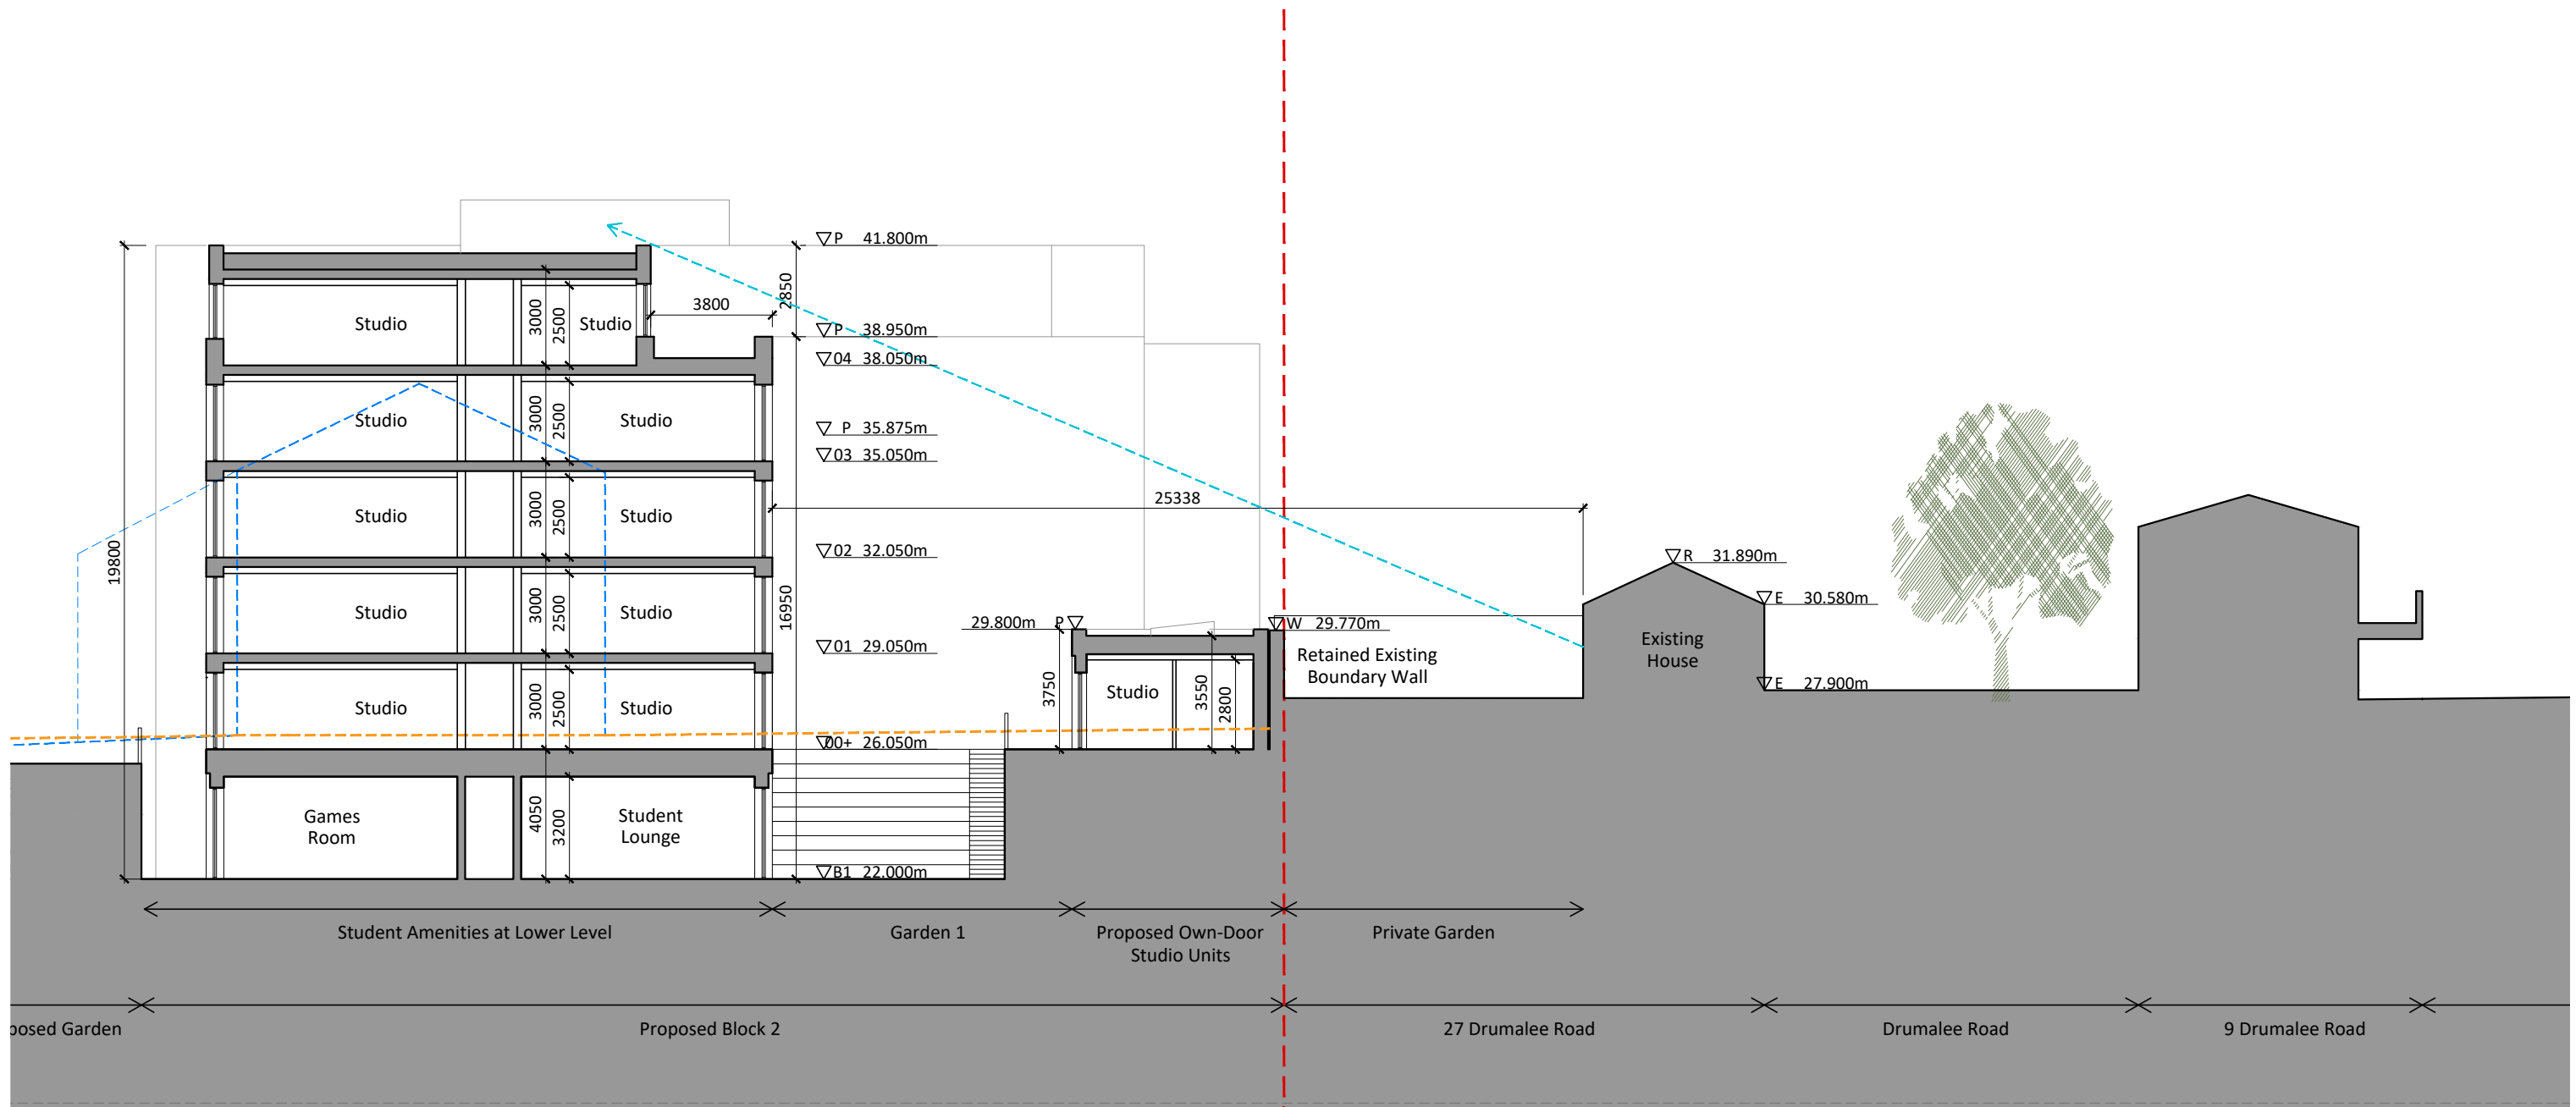 P 41.800m
2850
3800
P 38.950m
04 38.050m
Studio
Studio
3000
2500
Studio
Studio
3000
2500
P 35.875m
03 35.050m
25338
Studio
Studio
3000
2500
02 32.050m
19800
16950
R 31.890m
E 30.580m
Studio
Studio
3000
2500
29.800m P
W 29.770m
01 29.050m
Retained Existing
Boundary Wall
Existing
House
E 27.900m
Studio
Studio
3000
2500
3750
Studio
3550
2800
00+ 26.050m
Games
Room
4050
3200
Student
Lounge
B1 22.000m
Student Amenities at Lower Level
Garden 1
Proposed Own-Door
Studio Units
Private Garden
posed Garden
Proposed Block 2
27 Drumalee Road
Drumalee Road
9 Drumalee Road